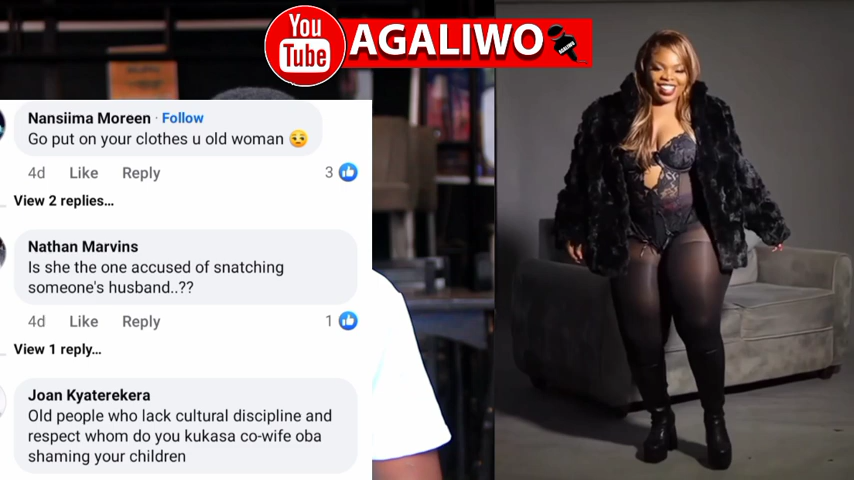 You
Tube
AGALIWO
AGALIWO
Nansiima Moreen · Follow
Go put on your clothes u old woman 😒
4d Like Reply 3
View 2 replies...
Nathan Marvins
Is she the one accused of snatching
someone's husband..??
4d Like Reply 1
View 1 reply...
Joan Kyaterekera
Old people who lack cultural discipline and
respect whom do you kukasa co-wife oba
shaming your children